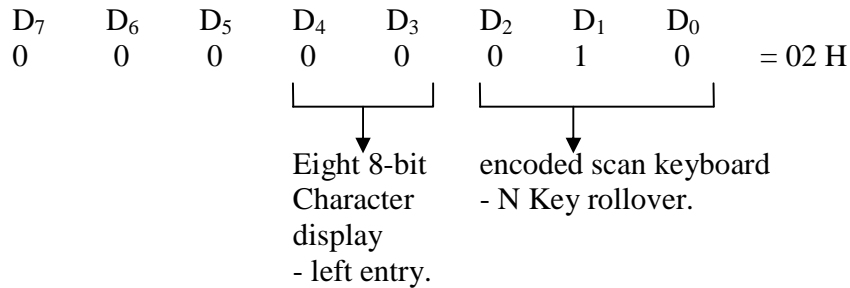 D₇ D₆ D₅ D₄ D₃ D₂ D₁ D₀
0 0 0 0 0 0 1 0 = 02 H
Eight 8-bit encoded scan keyboard
Character - N Key rollover.
display
- left entry.